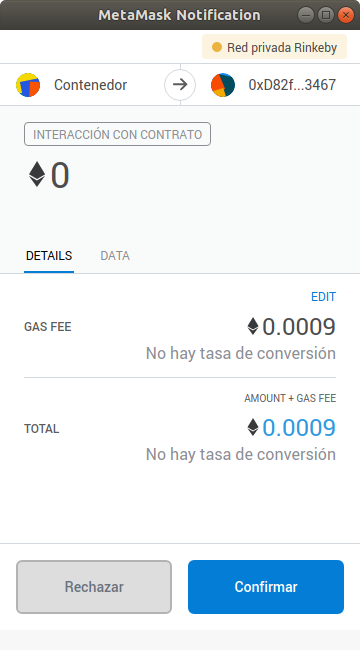 MetaMask Notification
Red privada Rinkeby
Contenedor 0xD82f...3467
INTERACCIÓN CON CONTRATO
0
DETAILS DATA
EDIT
GAS FEE 0.0009
No hay tasa de conversión
AMOUNT + GAS FEE
TOTAL 0.0009
No hay tasa de conversión
Rechazar Confirmar